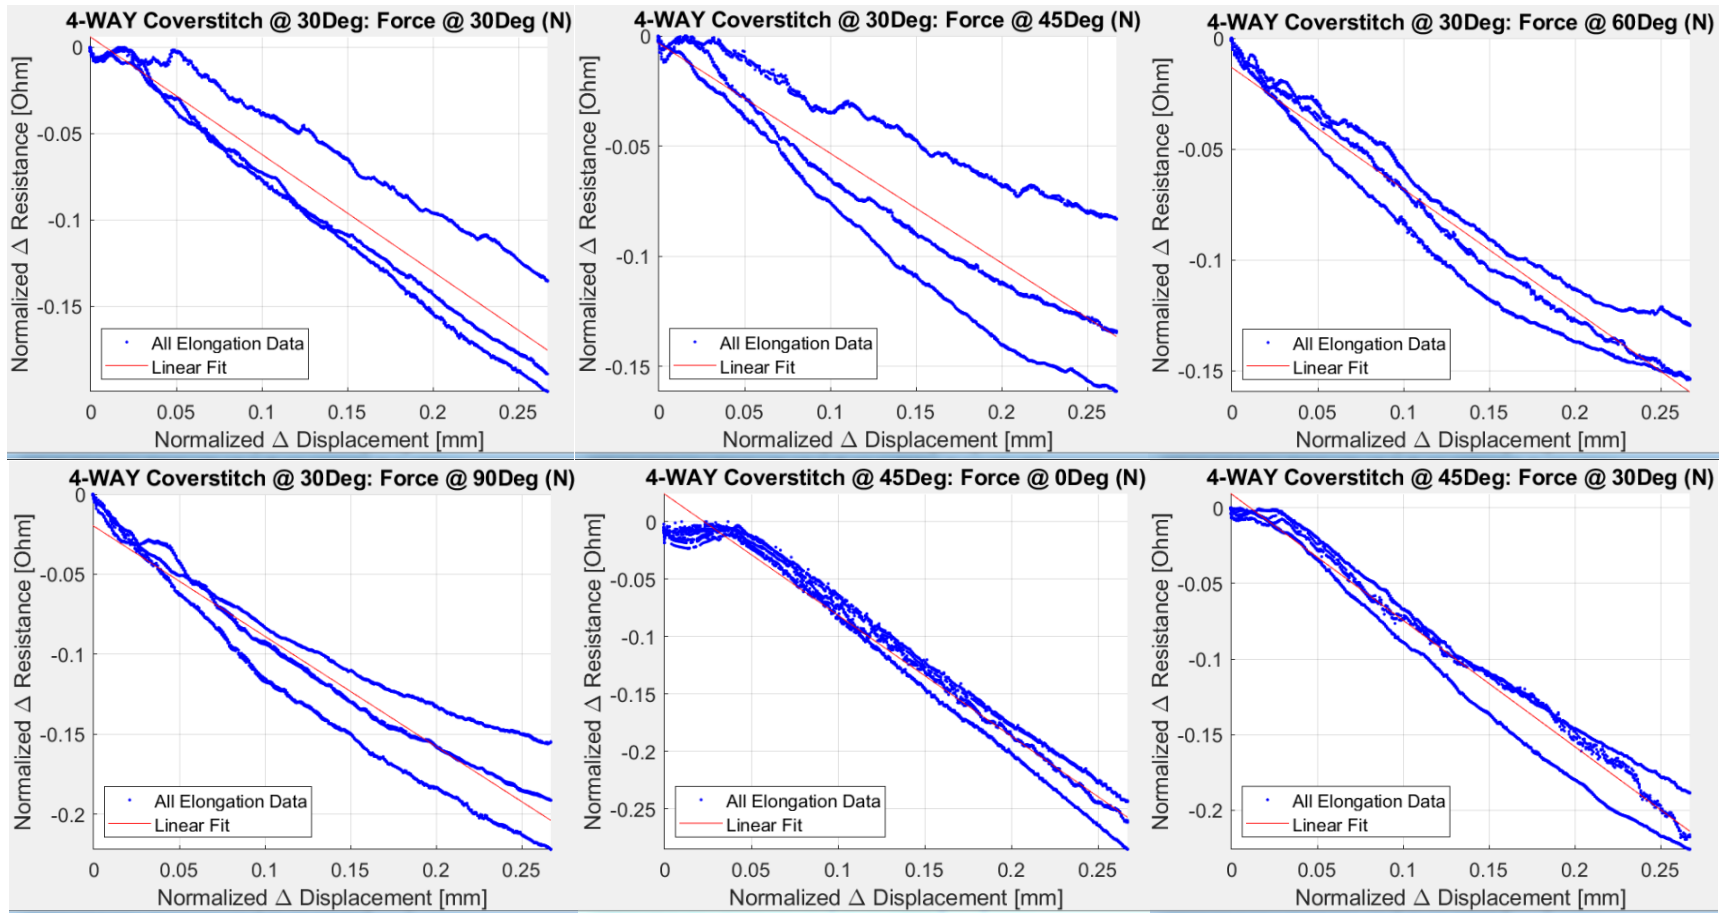 4-WAY Coverstitch @ 30Deg: Force @ 30Deg (N)
Normalized Δ Resistance [Ohm]
0
-0.05
-0.1
-0.15
All Elongation Data
Linear Fit
0 0.05 0.1 0.15 0.2 0.25
Normalized Δ Displacement [mm]
4-WAY Coverstitch @ 30Deg: Force @ 45Deg (N)
Normalized Δ Resistance [Ohm]
0
-0.05
-0.1
-0.15
All Elongation Data
Linear Fit
0 0.05 0.1 0.15 0.2 0.25
Normalized Δ Displacement [mm]
4-WAY Coverstitch @ 30Deg: Force @ 60Deg (N)
Normalized Δ Resistance [Ohm]
0
-0.05
-0.1
-0.15
All Elongation Data
Linear Fit
0 0.05 0.1 0.15 0.2 0.25
Normalized Δ Displacement [mm]
4-WAY Coverstitch @ 30Deg: Force @ 90Deg (N)
Normalized Δ Resistance [Ohm]
0
-0.05
-0.1
-0.15
-0.2
All Elongation Data
Linear Fit
0 0.05 0.1 0.15 0.2 0.25
Normalized Δ Displacement [mm]
4-WAY Coverstitch @ 45Deg: Force @ 0Deg (N)
Normalized Δ Resistance [Ohm]
0
-0.05
-0.1
-0.15
-0.2
-0.25
All Elongation Data
Linear Fit
0 0.05 0.1 0.15 0.2 0.25
Normalized Δ Displacement [mm]
4-WAY Coverstitch @ 45Deg: Force @ 30Deg (N)
Normalized Δ Resistance [Ohm]
0
-0.05
-0.1
-0.15
-0.2
All Elongation Data
Linear Fit
0 0.05 0.1 0.15 0.2 0.25
Normalized Δ Displacement [mm]